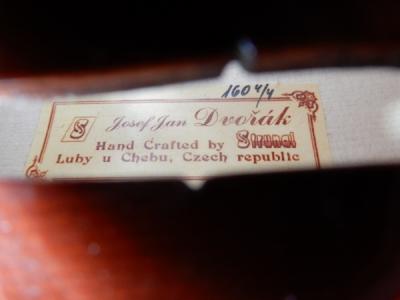 160 4/4
S Josef Jan Dvořák
Hand Crafted by Strunal
Luby u Chebu, Czech republic